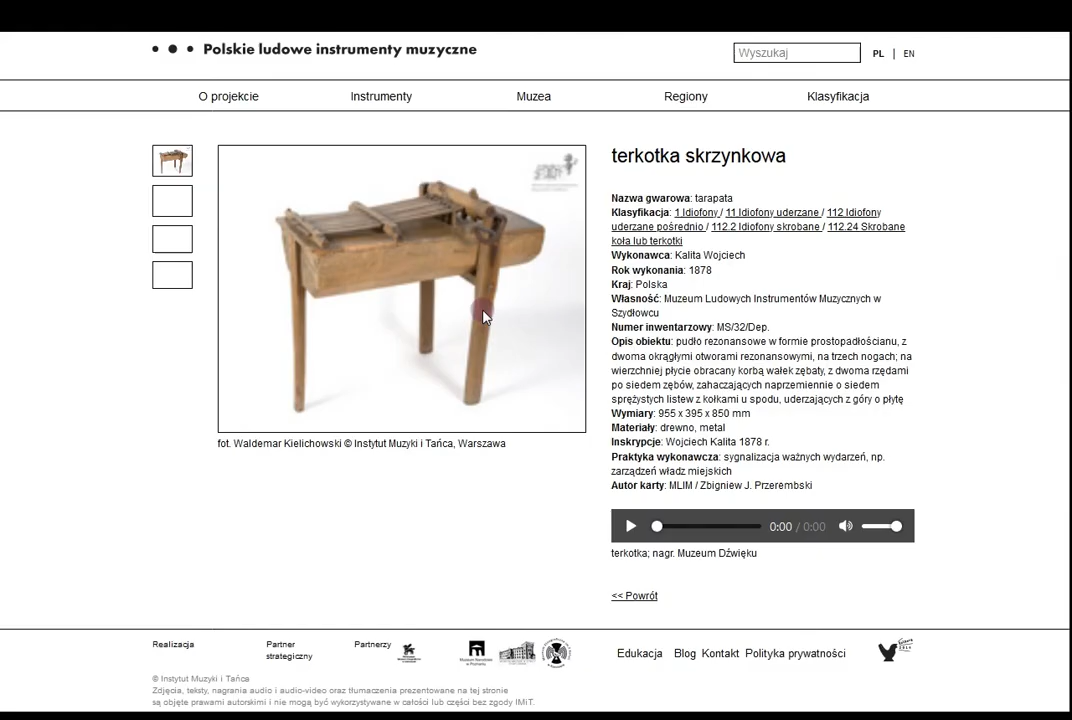 Polskie ludowe instrumenty muzyczne
Wyszukaj
PL | EN
O projekcie
Instrumenty
Muzea
Regiony
Klasyfikacja
terkotka skrzynkowa
Nazwa gwarowa: tarapata
Klasyfikacja: 1 Idiofony / 11 Idiofony uderzane / 112 Idiofony
uderzane pośrednio / 112.2 Idiofony skrobane / 112.24 Skrobane
koła lub terkotki
Wykonawca: Kalita Wojciech
Rok wykonania: 1878
Kraj: Polska
Własność: Muzeum Ludowych Instrumentów Muzycznych w
Szydłowcu
Numer inwentarzowy: MS/32/Dep.
Opis obiektu: pudło rezonansowe w formie prostopadłościanu, z
dwoma okrągłymi otworami rezonansowymi, na trzech nogach; na
wierzchniej płycie obracany korbą wałek zębaty, z dwoma rzędami
po siedem zębów, zahaczających naprzemiennie o siedem
sprężystych listew z kołkami u spodu, uderzających z góry o płytę
Wymiary: 955 x 395 x 850 mm
Materiały: drewno, metal
Inskrypcje: Wojciech Kalita 1878 r.
Praktyka wykonawcza: sygnalizacja ważnych wydarzeń, np.
zarządzeń władz miejskich
Autor karty: MLIM / Zbigniew J. Przerembski
0:00 / 0:00
terkotka; nagr. Muzeum Dźwięku
<< Powrót
fot. Waldemar Kielichowski © Instytut Muzyki i Tańca, Warszawa
Realizacja
Partner
strategiczny
Partnerzy
Edukacja Blog Kontakt Polityka prywatności
© Instytut Muzyki i Tańca
Zdjęcia, teksty, nagrania audio i audio-video oraz tłumaczenia prezentowane na tej stronie
są objęte prawami autorskimi i nie mogą być wykorzystywane w całości lub części bez zgody IMiT.